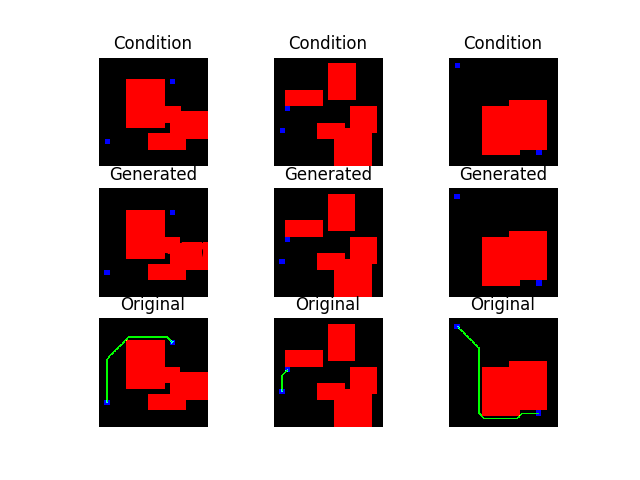 Condition Condition Condition
Generated Generated Generated
Original Original Original